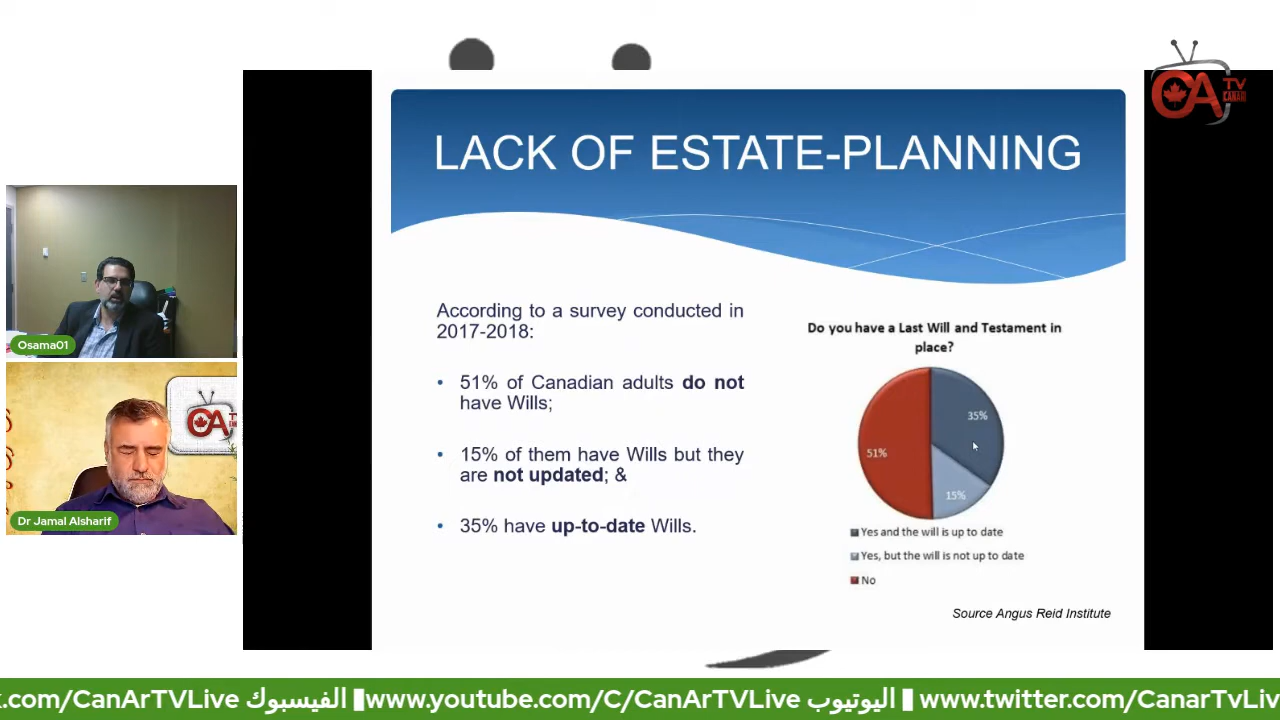 OA TV
CANAR
LACK OF ESTATE-PLANNING
According to a survey conducted in
2017-2018:
• 51% of Canadian adults do not
have Wills;
• 15% of them have Wills but they
are not updated; &
• 35% have up-to-date Wills.
Do you have a Last Will and Testament in
place?
35%
51%
15%
Yes and the will is up to date
Yes, but the will is not up to date
No
Source Angus Reid Institute
Osama01
OA
Dr Jamal Alsharif
k.com/CanArTVLive الفيسبوك www.youtube.com/C/CanArTVLive اليوتيوب www.twitter.com/CanarTvLiv